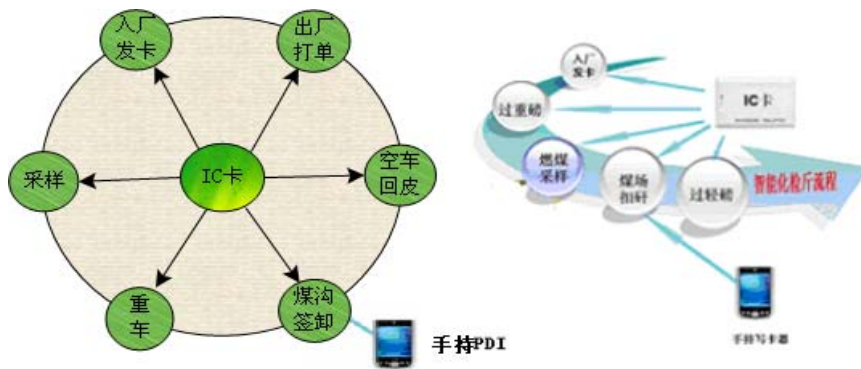 入厂
发卡
出厂
打单
采样
IC卡
空车
回皮
重
车
煤沟
签卸
手持PDI
入厂
发卡
过重磅
IC卡
燃煤
采样
煤场
扣矸
过轻磅
智能化检斤流程
手持写卡器